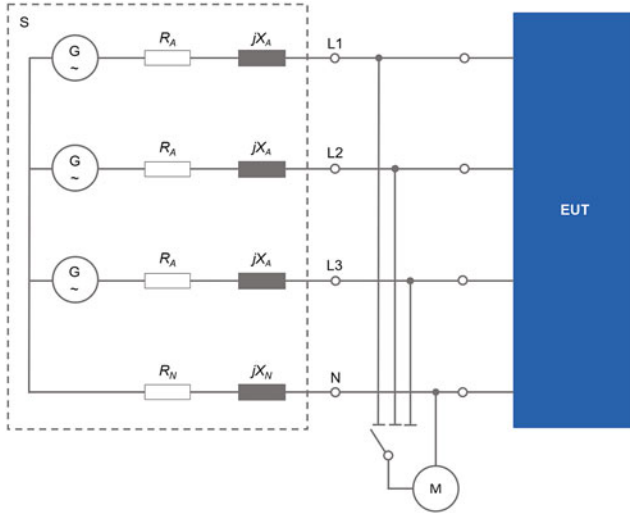 S
G
~
R_A
jX_A
L1
G
~
R_A
jX_A
L2
G
~
R_A
jX_A
L3
R_N
jX_N
N
EUT
M